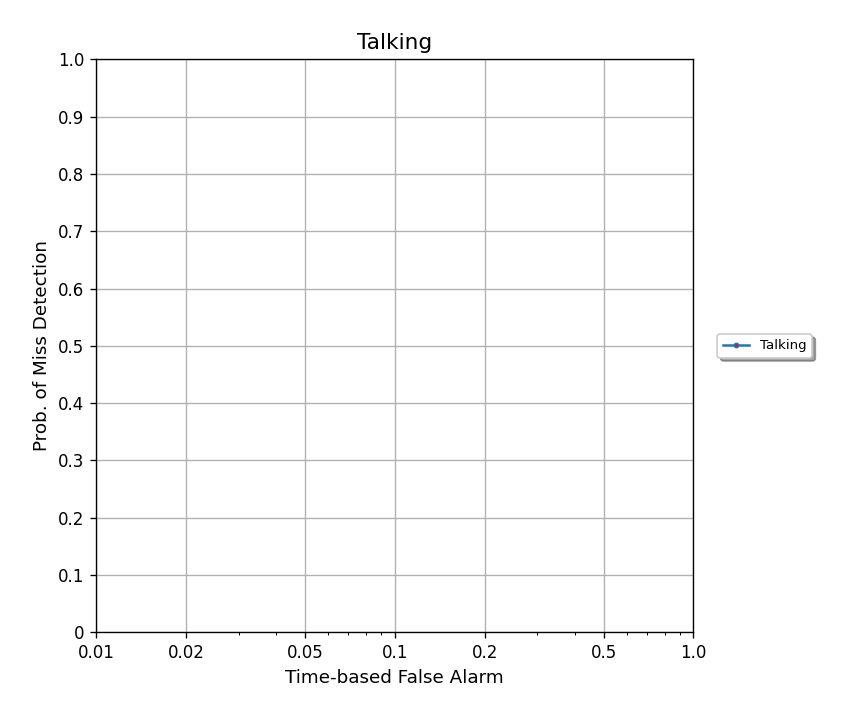 Talking
1.0
0.9
0.8
0.7
0.6
0.5
0.4
0.3
0.2
0.1
0
Prob. of Miss Detection
0.01 0.02 0.05 0.1 0.2 0.5 1.0
Time-based False Alarm
Talking